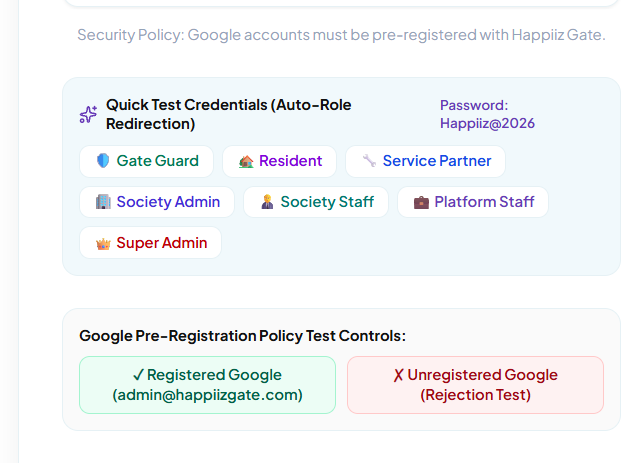 Security Policy: Google accounts must be pre-registered with Happiiz Gate.
Quick Test Credentials (Auto-Role
Redirection)
Password:
Happiiz@2026
Gate Guard
Resident
Service Partner
Society Admin
Society Staff
Platform Staff
Super Admin
Google Pre-Registration Policy Test Controls:
✓ Registered Google
(admin@happiizgate.com)
✗ Unregistered Google
(Rejection Test)